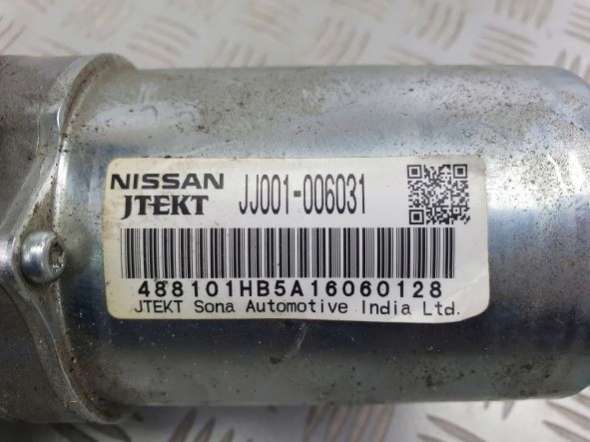 NISSAN
JTEKT JJ001-006031
488101HB5A16060128
JTEKT Sona Automotive India Ltd.